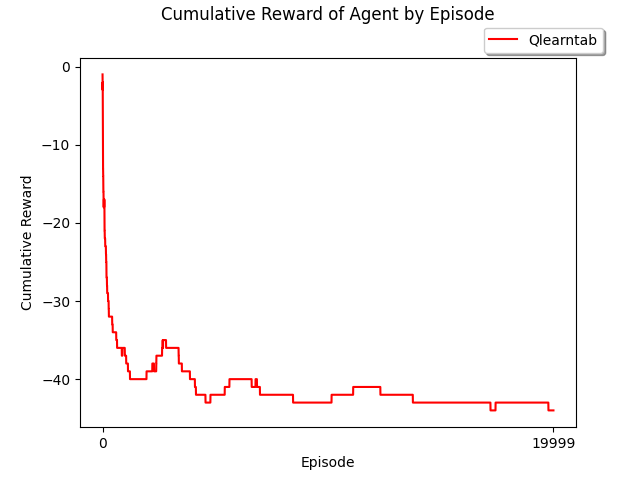 Cumulative Reward of Agent by Episode
Qlearntab
0
−10
−20
−30
−40
Cumulative Reward
0 19999
Episode